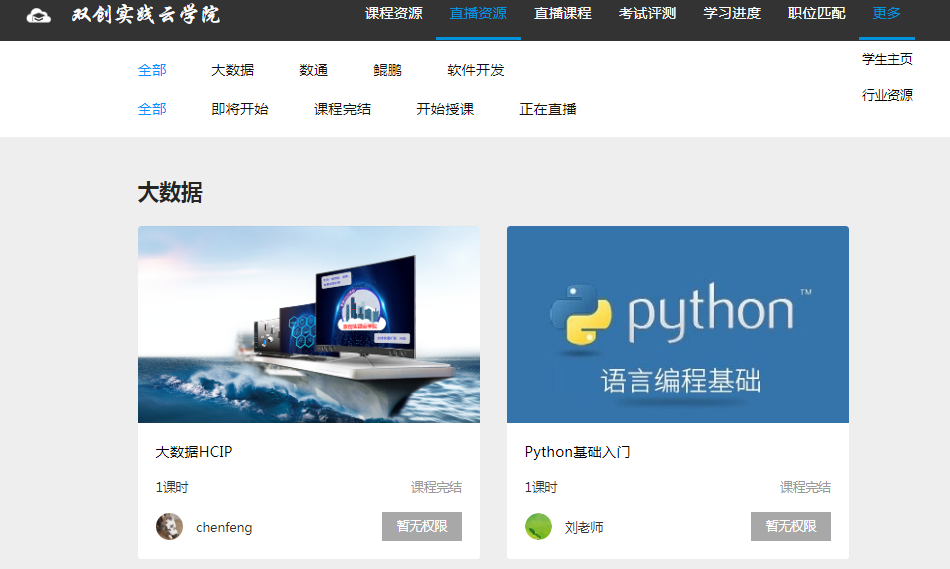 双创实践云学院 课程资源 直播资源 直播课程 考试评测 学习进度 职位匹配 更多
学生主页
行业资源
全部 大数据 数通 鲲鹏 软件开发
全部 即将开始 课程完结 开始授课 正在直播
大数据
python™
语言编程基础
大数据HCIP
1课时 课程完结
chenfeng 暂无权限
Python基础入门
1课时 课程完结
刘老师 暂无权限